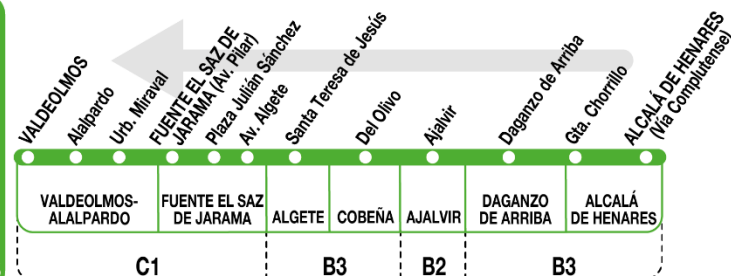 VALDEOLMOS
Alalpardo
Urb. Miraval
FUENTE EL SAZ DE
JARAMA (Av. Pilar)
Plaza Julián Sánchez
Av. Algete
Santa Teresa de Jesús
Del Olivo
Ajalvir
Daganzo de Arriba
Gta. Chorrillo
ALCALÁ DE HENARES
(Vía Complutense)
VALDEOLMOS-
ALALPARDO
FUENTE EL SAZ
DE JARAMA
ALGETE
COBEÑA
AJALVIR
DAGANZO
DE ARRIBA
ALCALÁ
DE HENARES
C1
B3
B2
B3